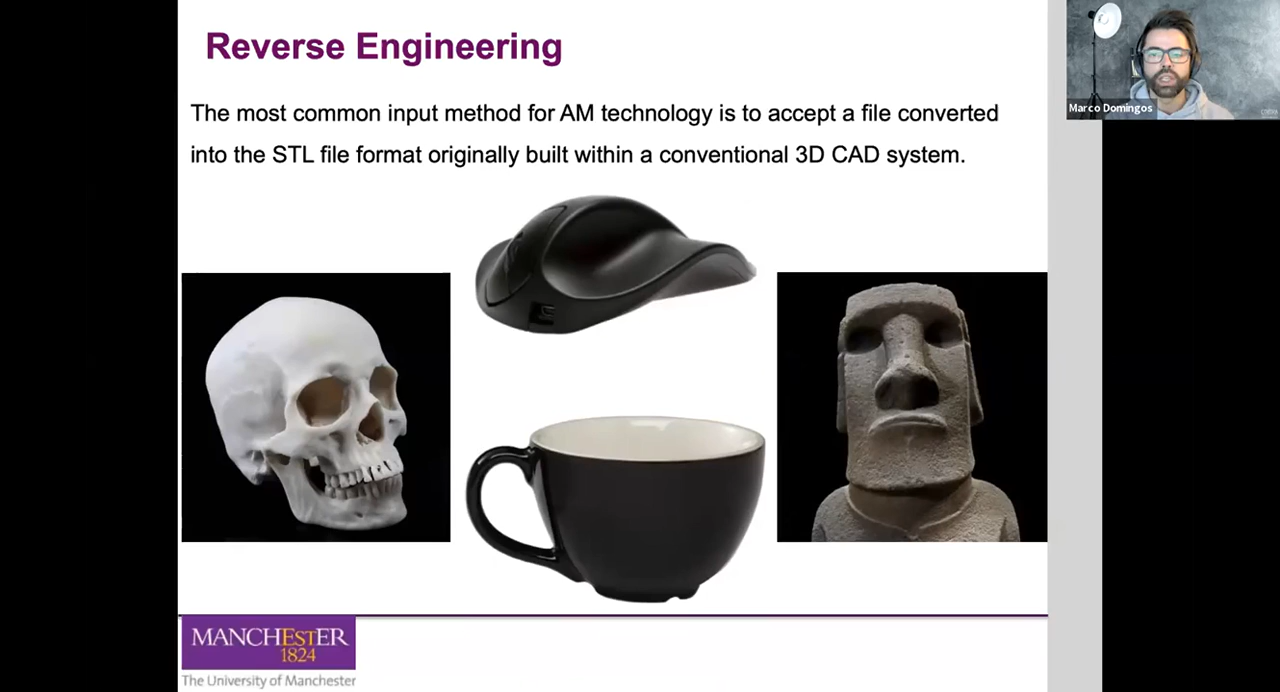 Reverse Engineering
The most common input method for AM technology is to accept a file converted
into the STL file format originally built within a conventional 3D CAD system.
Marco Domingos
MANCHESTER
1824
The University of Manchester